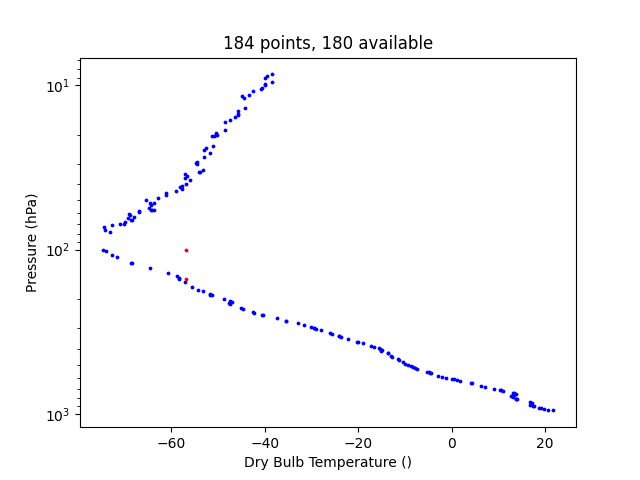 184 points, 180 available
10¹
10²
10³
Pressure (hPa)
−60
−40
−20
0
20
Dry Bulb Temperature ()